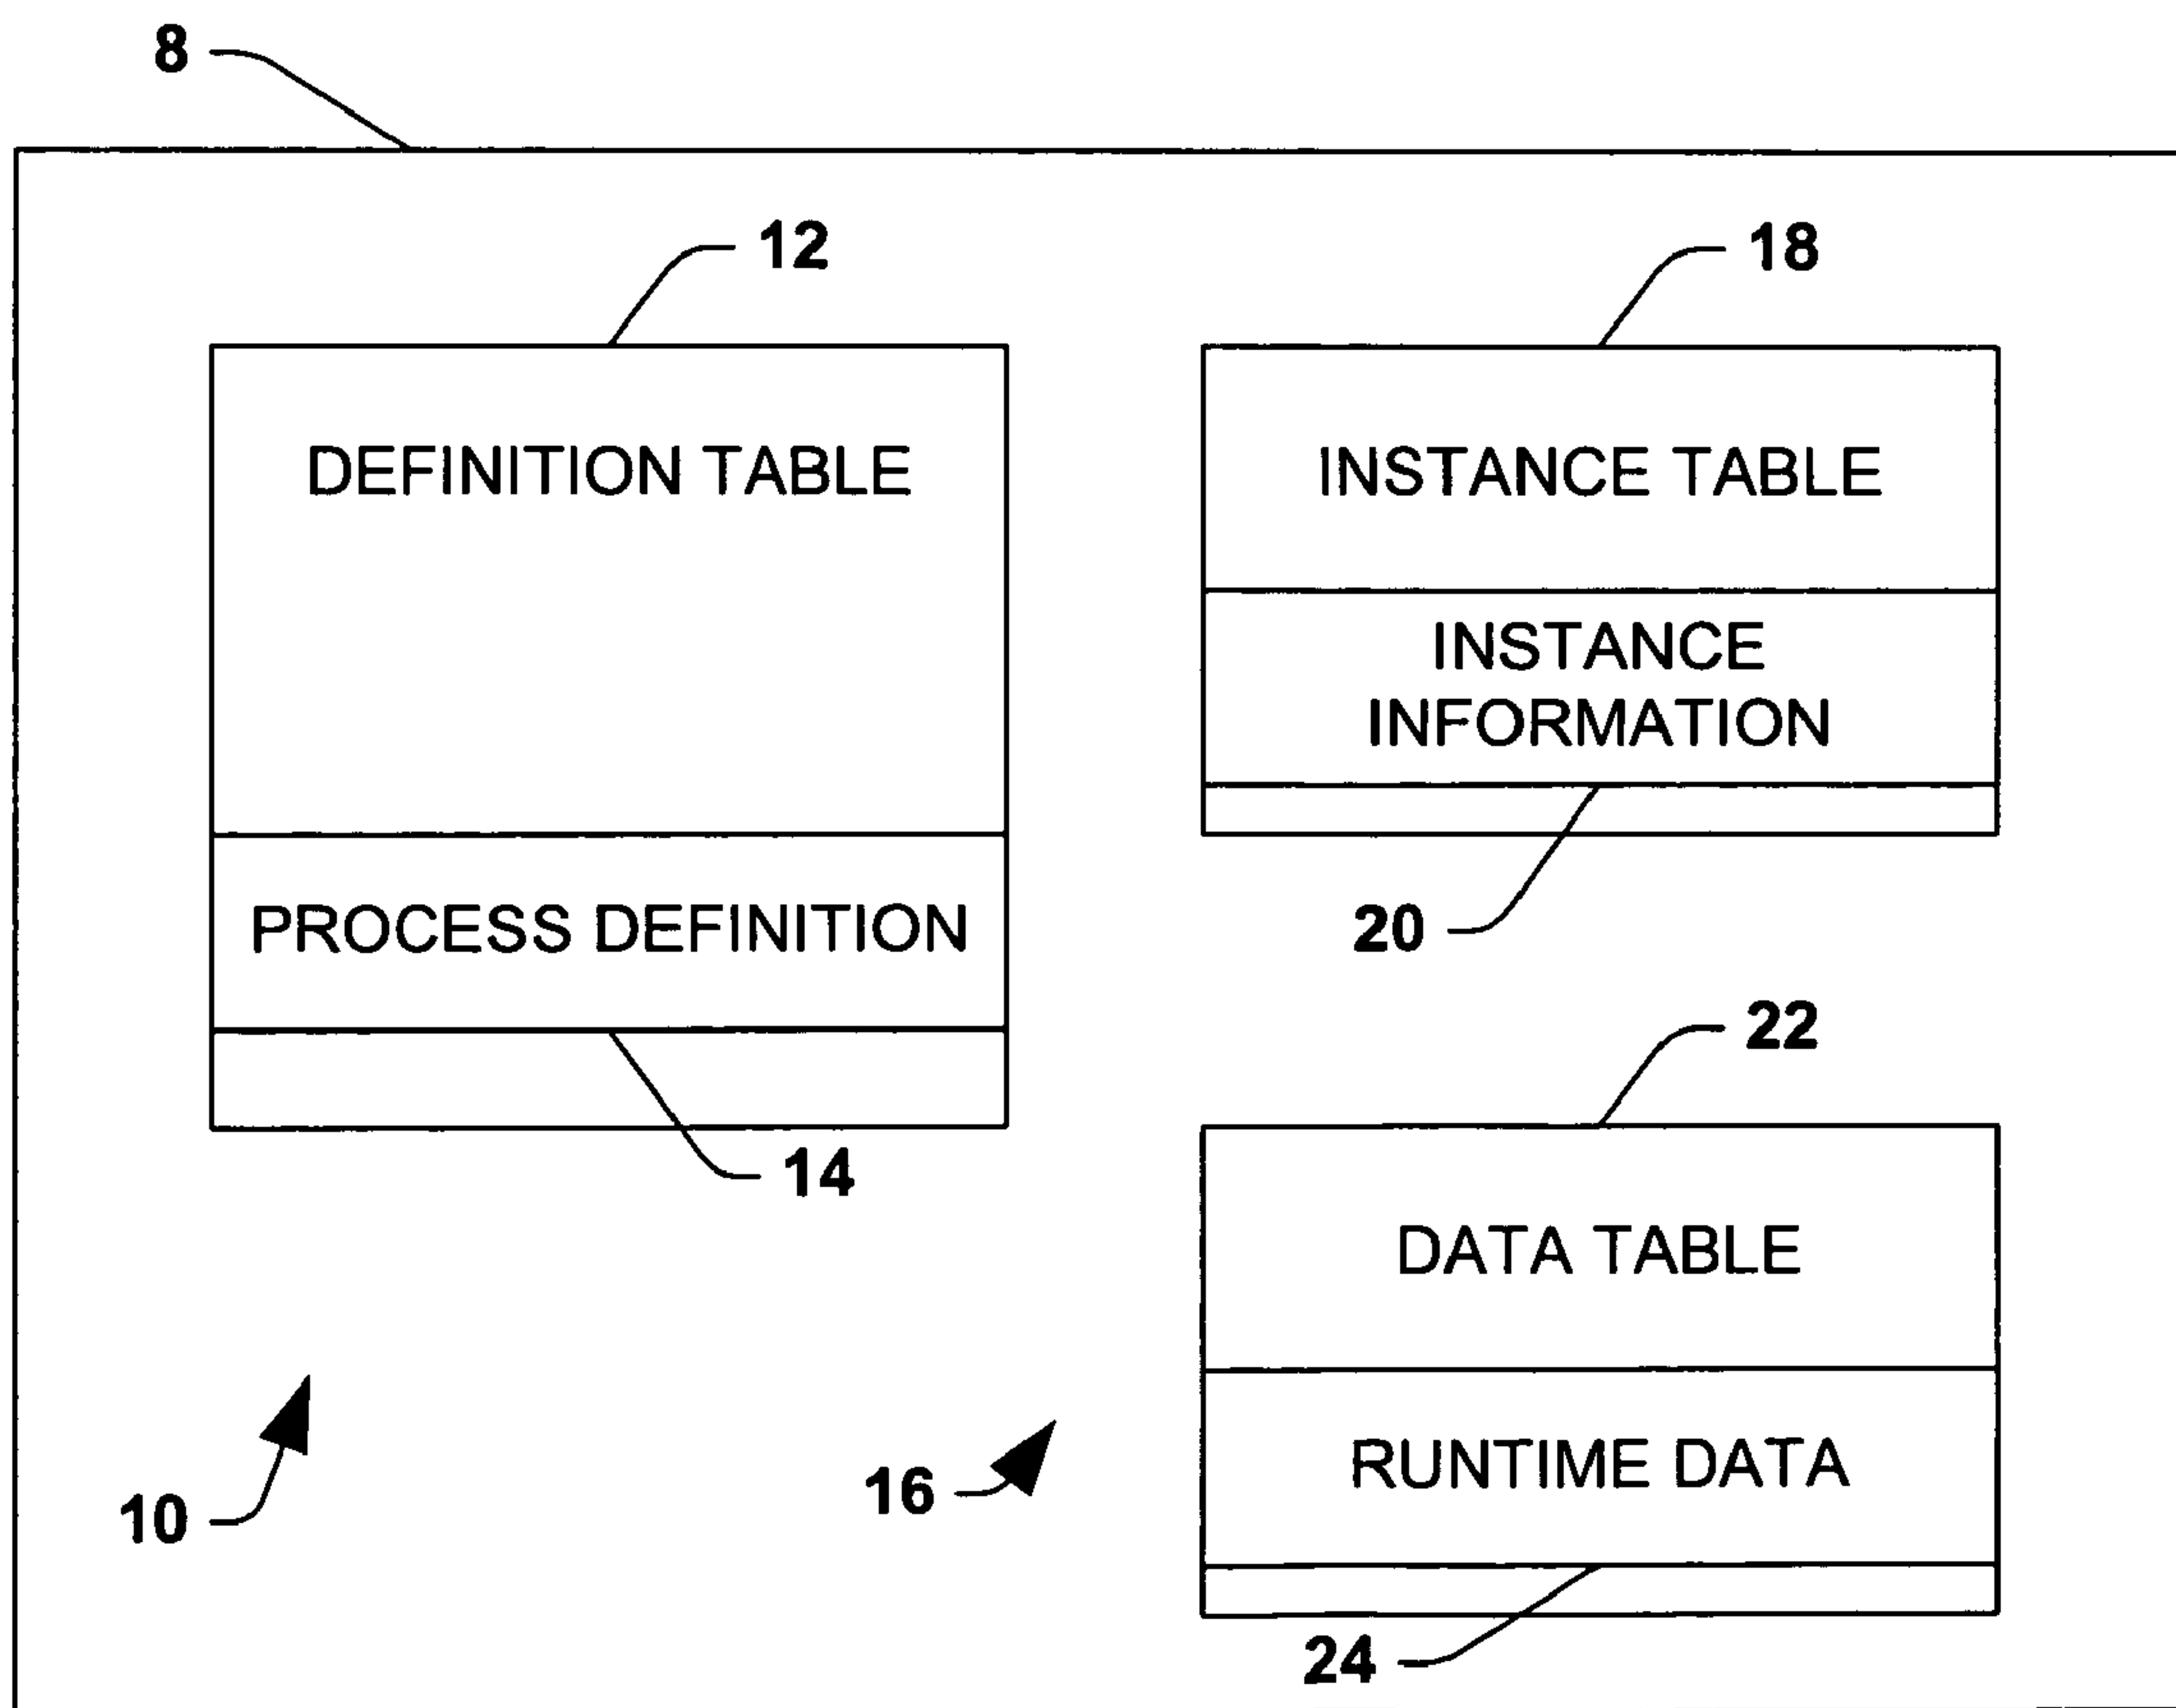 8
12
18
DEFINITION TABLE
INSTANCE TABLE
INSTANCE
INFORMATION
PROCESS DEFINITION
20
22
14
DATA TABLE
RUNTIME DATA
10
16
24